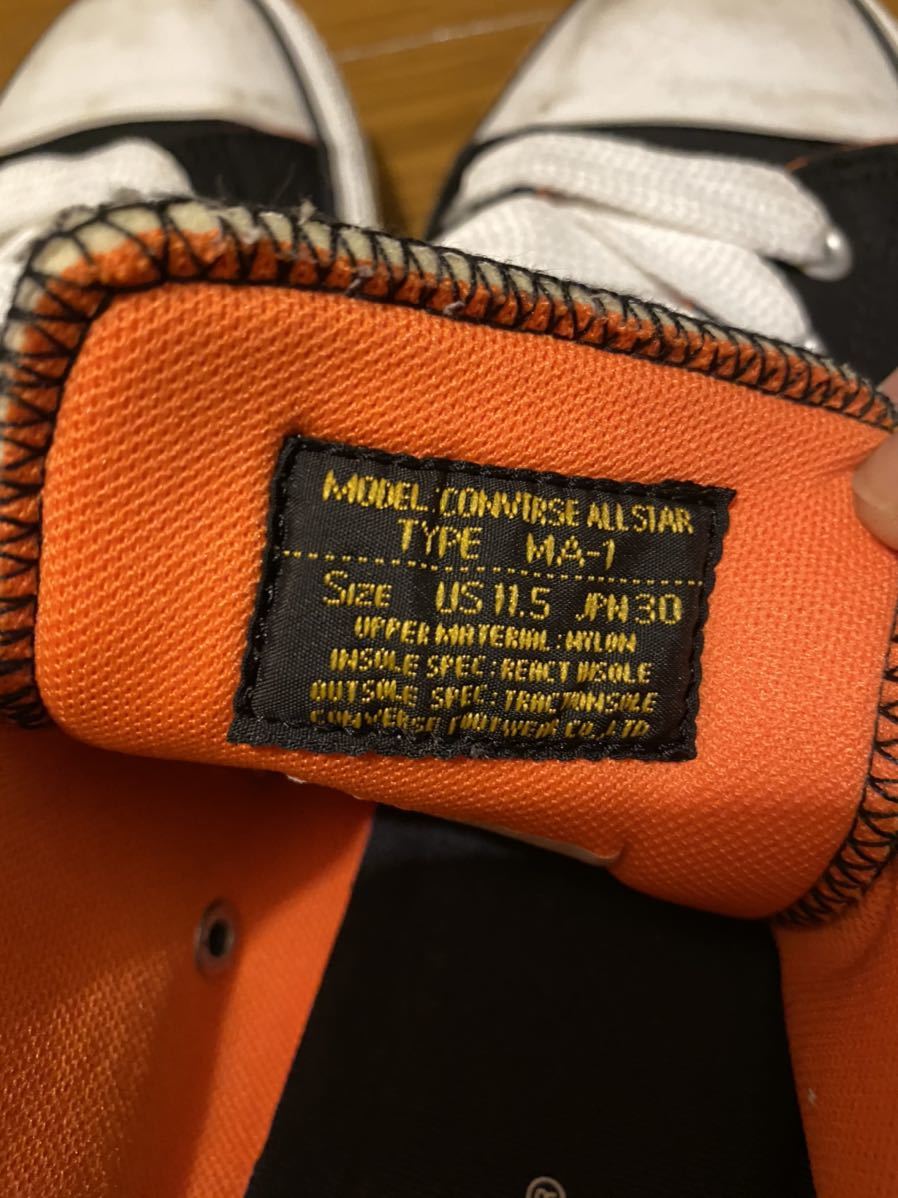 MODEL:CONVERSE ALL STAR
TYPE MA-1
SIZE US 11.5 JPN 30
UPPER MATERIAL:NYLON
INSOLE SPEC:REACT INSOLE
OUTSOLE SPEC:TRACTIONSOLE
CONVERSE FOOTWEAR CO.,LTD
®